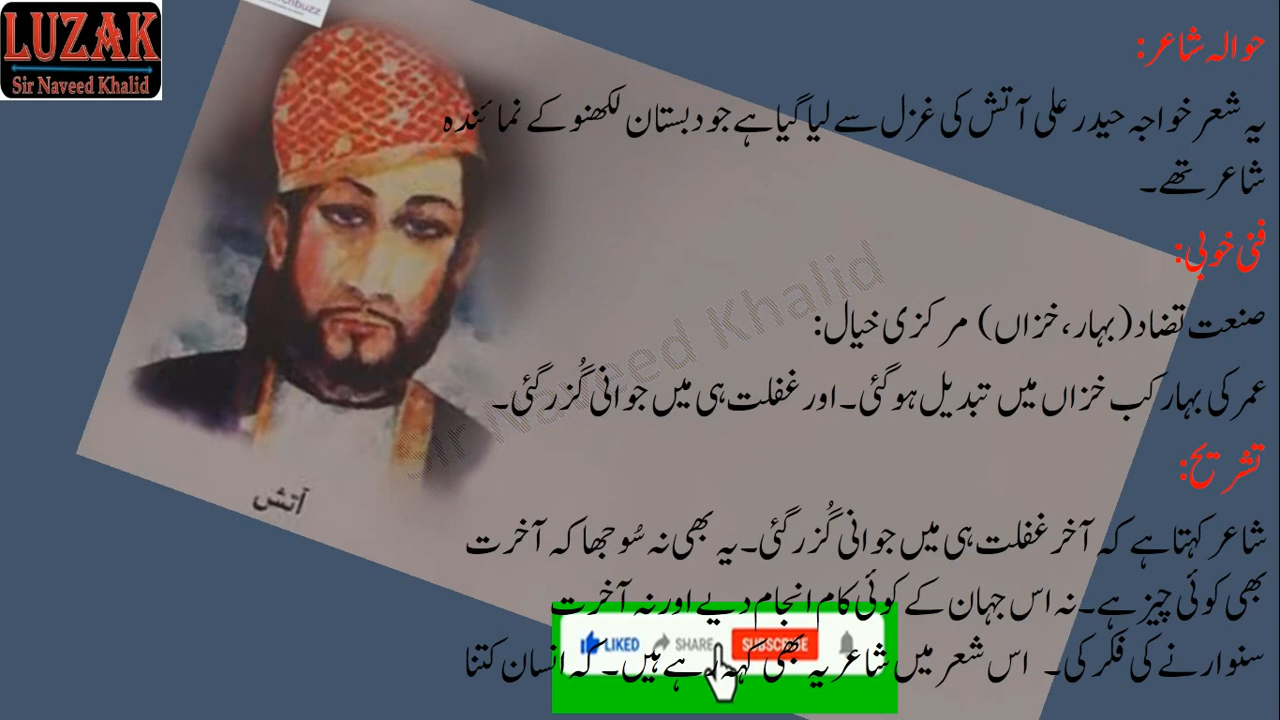 LUZAK
Sir Naveed Khalid
حوالہ شاعر:
یہ شعر خواجہ حیدر علی آتش کی غزل سے لیا گیا ہے جو دبستان لکھنو کے نمائندہ
شاعر تھے۔
فنی خوبی:
صنعت تضاد (بہار، خزاں) مرکزی خیال:
عمر کی بہار کب خزاں میں تبدیل ہو گئی۔ اور غفلت ہی میں جوانی گُزر گئی۔
تشریح:
شاعر کہتا ہے کہ آخر غفلت ہی میں جوانی گُزر گئی۔ یہ بھی نہ سُوجھا کہ آخرت
بھی کوئی چیز ہے۔ نہ اس جہان کے کوئی کام انجام دیے اور نہ آخرت
سنوارنے کی فکر کی۔ اس شعر میں شاعر یہ بھی کہہ رہے ہیں۔ کہ انسان کتنا
آتش
Sir Naveed Khalid
LIKED SHARE SUBSCRIBE